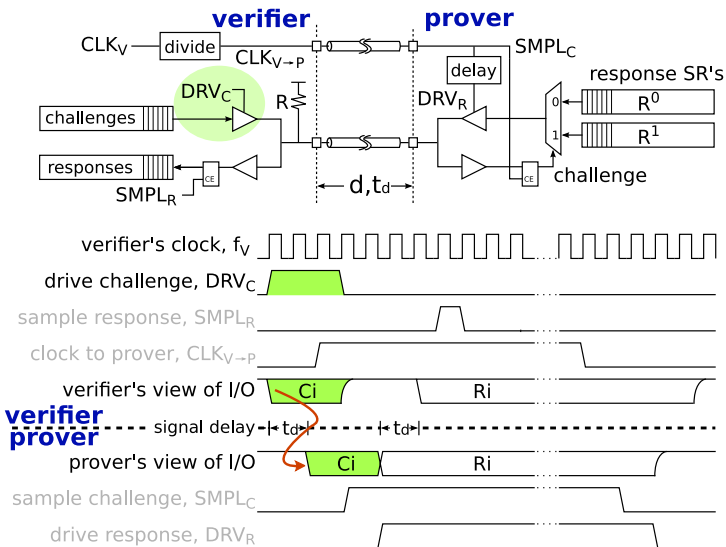 verifier
prover
CLKV
divide
CLKV→P
SMPLC
delay
response SR's
DRVC
R
DRVR
0
R0
challenges
1
R1
responses
CE
CE
challenge
SMPLR
d,td
verifier's clock, fV
drive challenge, DRVC
sample response, SMPLR
clock to prover, CLKV→P
verifier's view of I/O
Ci
Ri
verifier
signal delay
td
td
prover
prover's view of I/O
Ci
Ri
sample challenge, SMPLC
drive response, DRVR